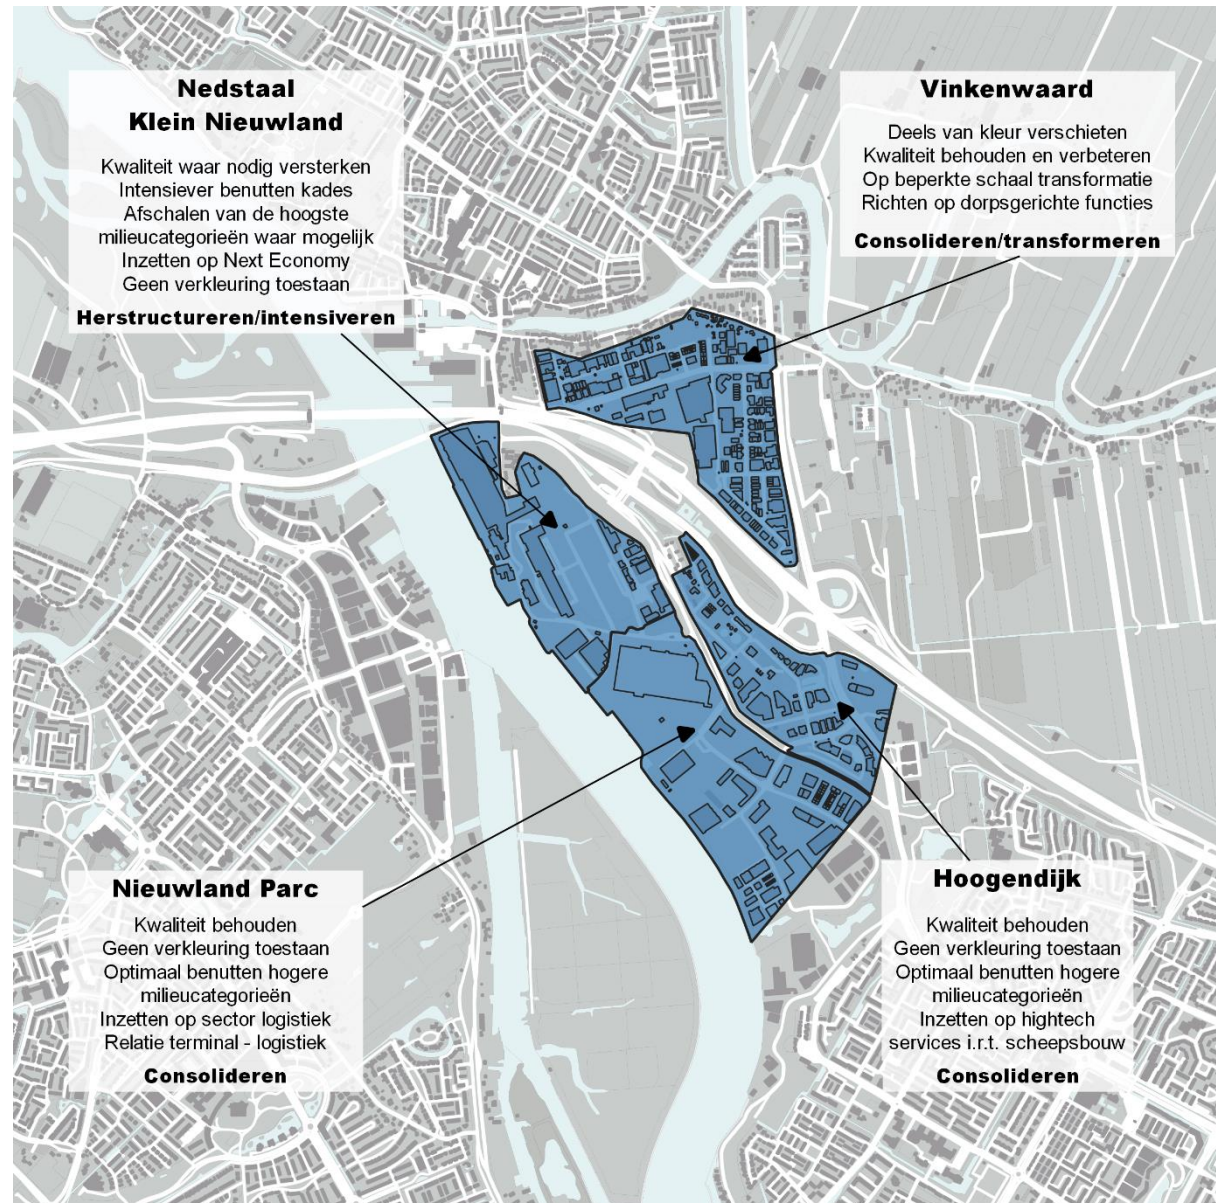 Nedstaal
Klein Nieuwland
Kwaliteit waar nodig versterken
Intensiever benutten kades
Afschalen van de hoogste
milieucategorieën waar mogelijk
Inzetten op Next Economy
Geen verkleuring toestaan
Herstructureren/intensiveren
Vinkenwaard
Deels van kleur verschieten
Kwaliteit behouden en verbeteren
Op beperkte schaal transformatie
Richten op dorpsgerichte functies
Consolideren/transformeren
Nieuwland Parc
Kwaliteit behouden
Geen verkleuring toestaan
Optimaal benutten hogere
milieucategorieën
Inzetten op sector logistiek
Relatie terminal - logistiek
Consolideren
Hoogendijk
Kwaliteit behouden
Geen verkleuring toestaan
Optimaal benutten hogere
milieucategorieën
Inzetten op hightech
services i.r.t. scheepsbouw
Consolideren